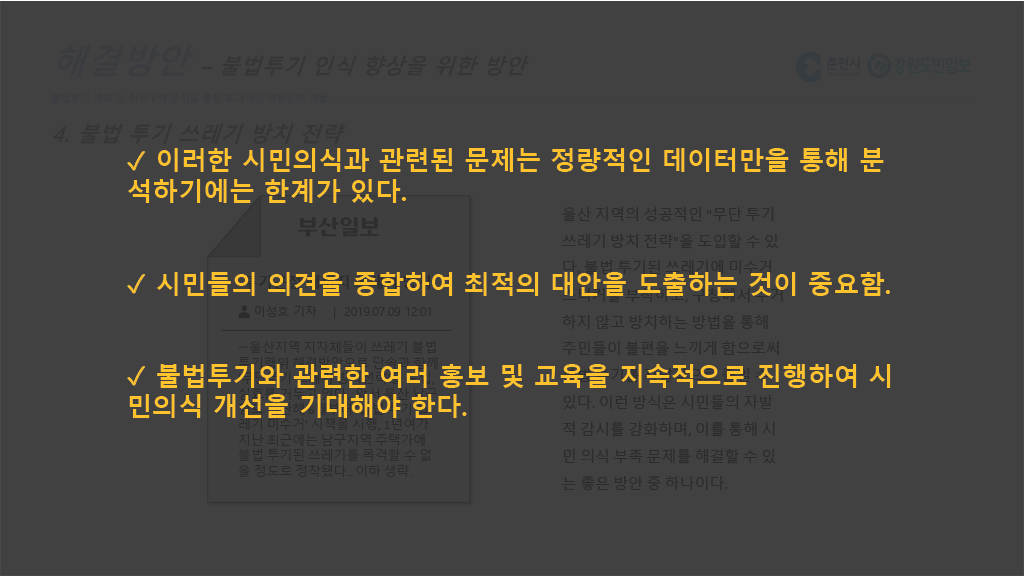 해결방안 – 불법투기 인식 향상을 위한 방안
춘천시 강원도민일보
4. 불법 투기 쓰레기 방치 전략
✓ 이러한 시민의식과 관련된 문제는 정량적인 데이터만을 통해 분
석하기에는 한계가 있다.
✓ 시민들의 의견을 종합하여 최적의 대안을 도출하는 것이 중요함.
✓ 불법투기와 관련한 여러 홍보 및 교육을 지속적으로 진행하여 시
민의식 개선을 기대해야 한다.
부산일보
이성호 기자 | 2019.07.09 12:01
…울산지역 지자체들이 쓰레기 불법
투기행위 해결방안으로 단속과 함께
레기 미수거' 시책을 시행, 1년여가
지난 최근에는 남구지역 주택가에
불법 투기된 쓰레기를 목격할 수 없
을 정도로 정착됐다...이하 생략.
울산 지역의 성공적인 "무단 투기
쓰레기 방치 전략"을 도입할 수 있
다. 불법 투기된 쓰레기에 미수거
하지 않고 방치하는 방법을 통해
주민들이 불편을 느끼게 함으로써
있다. 이런 방식은 시민들의 자발
적 감시를 강화하며, 이를 통해 시
민 의식 부족 문제를 해결할 수 있
는 좋은 방안 중 하나이다.